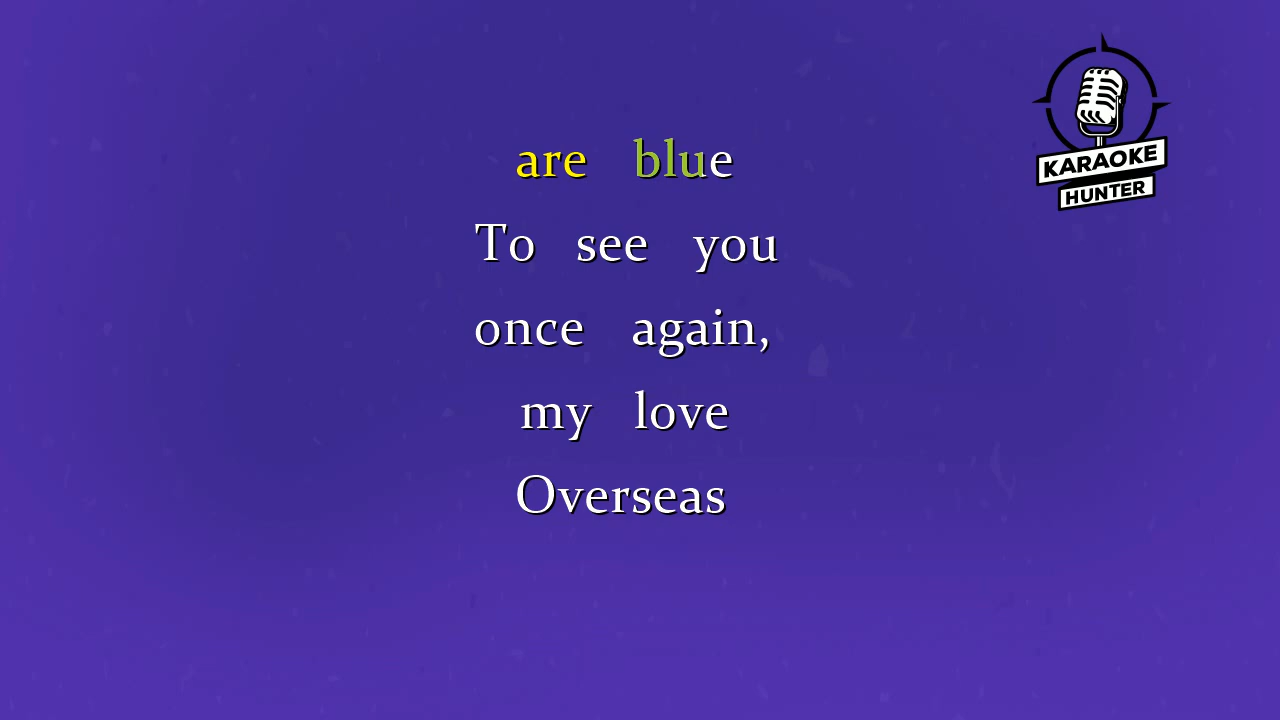 are blue
To see you
once again,
my love
Overseas
KARAOKE
HUNTER